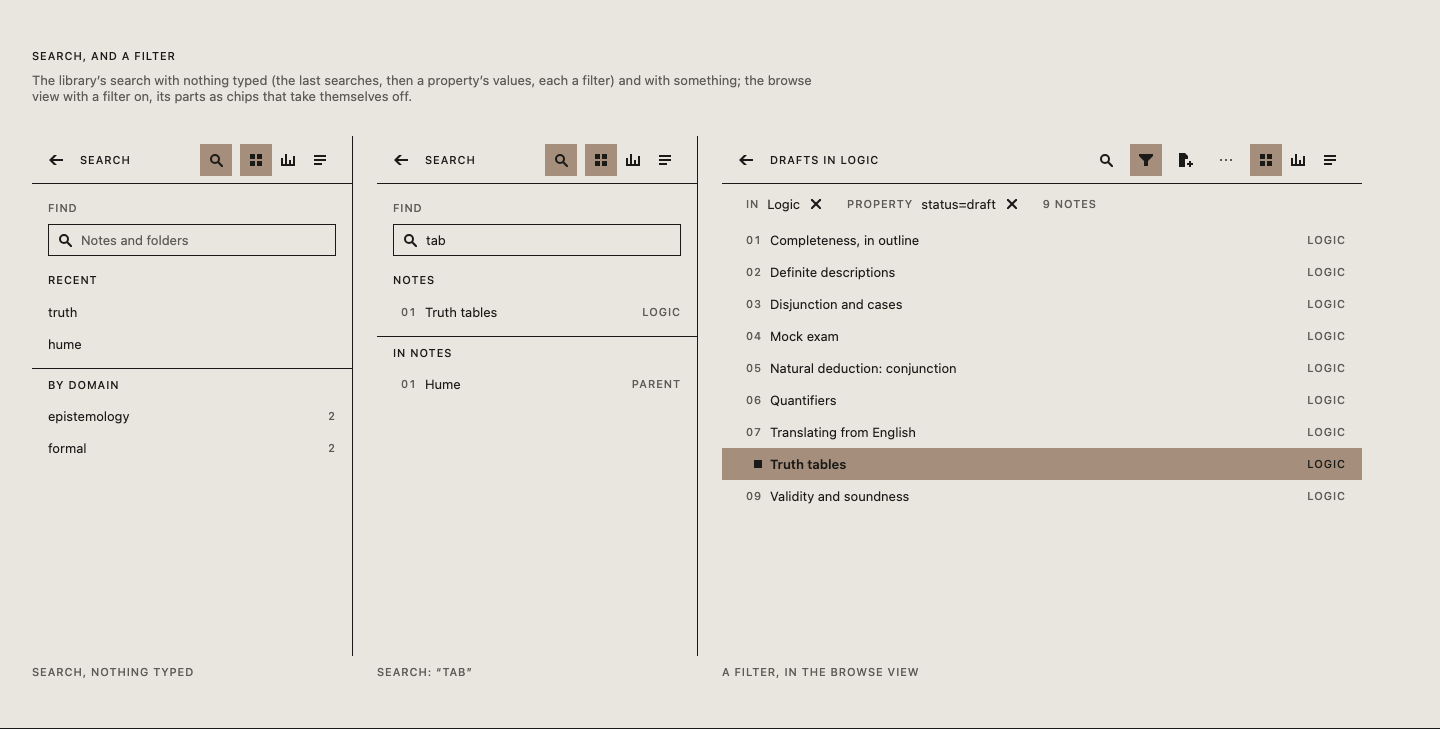 SEARCH, AND A FILTER
The library’s search with nothing typed (the last searches, then a property’s values, each a filter) and with something; the browse
view with a filter on, its parts as chips that take themselves off.
SEARCH
FIND
Notes and folders
RECENT
truth
hume
BY DOMAIN
epistemology 2
formal 2
SEARCH, NOTHING TYPED
SEARCH
FIND
tab
NOTES
01 Truth tables LOGIC
IN NOTES
01 Hume PARENT
SEARCH: “TAB”
DRAFTS IN LOGIC
IN Logic PROPERTY status=draft 9 NOTES
01 Completeness, in outline LOGIC
02 Definite descriptions LOGIC
03 Disjunction and cases LOGIC
04 Mock exam LOGIC
05 Natural deduction: conjunction LOGIC
06 Quantifiers LOGIC
07 Translating from English LOGIC
Truth tables LOGIC
09 Validity and soundness LOGIC
A FILTER, IN THE BROWSE VIEW